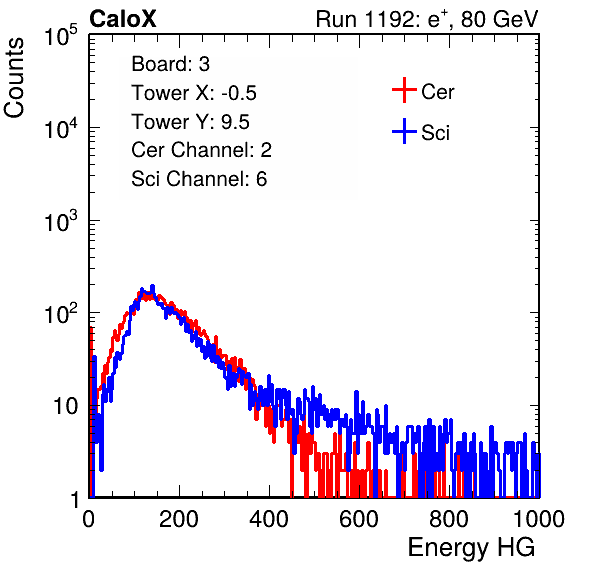 CaloX Run 1192: e⁺, 80 GeV
Counts
Board: 3
Tower X: -0.5
Tower Y: 9.5
Cer Channel: 2
Sci Channel: 6
Cer
Sci
10⁵
10⁴
10³
10²
10
1
0 200 400 600 800 1000
Energy HG